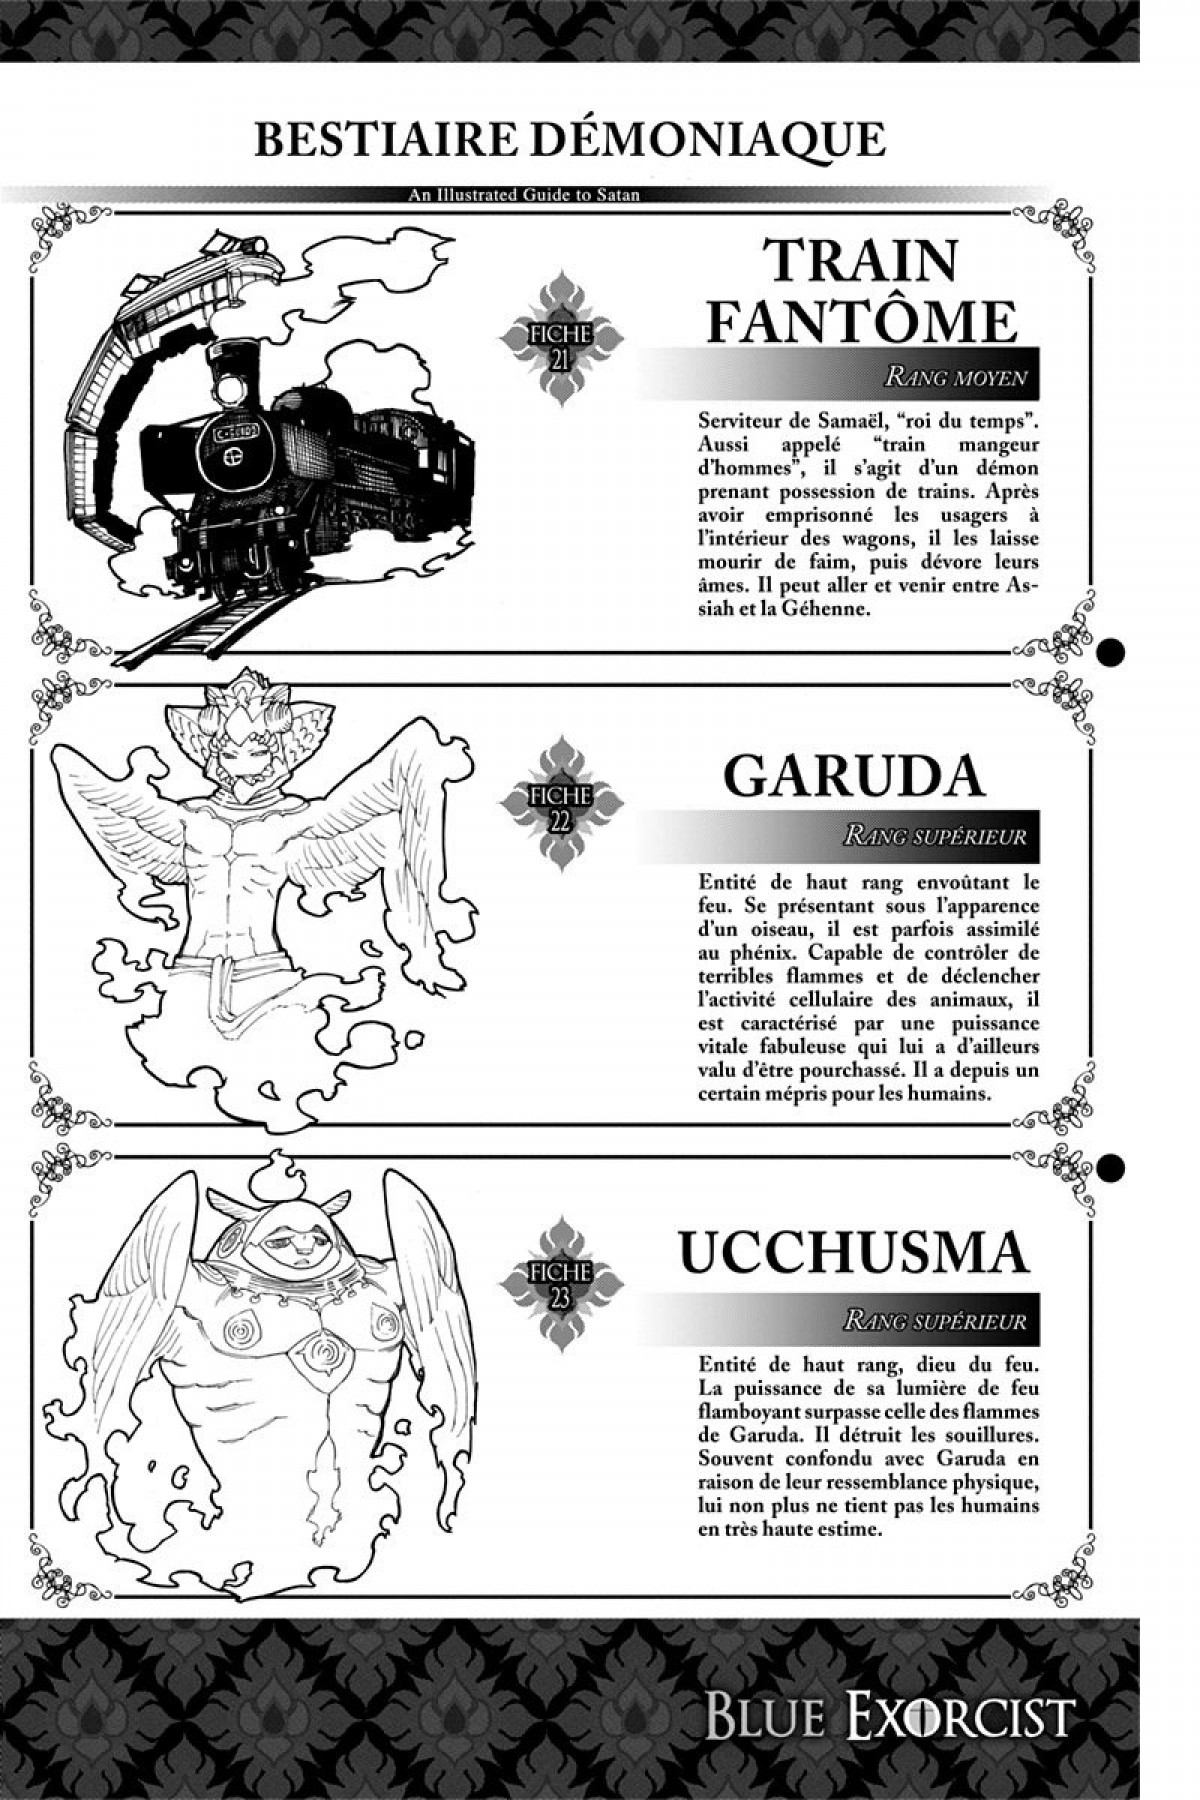 BESTIAIRE DÉMONIAQUE
An Illustrated Guide to Satan
FICHE
21
TRAIN
FANTÔME
RANG MOYEN
Serviteur de Samaël, “roi du temps”.
Aussi appelé “train mangeur
d’hommes”, il s’agit d’un démon
prenant possession de trains. Après
avoir emprisonné les usagers à
l’intérieur des wagons, il les laisse
mourir de faim, puis dévore leurs
âmes. Il peut aller et venir entre As-
siah et la Géhenne.
FICHE
22
GARUDA
RANG SUPÉRIEUR
Entité de haut rang envoûtant le
feu. Se présentant sous l’apparence
d’un oiseau, il est parfois assimilé
au phénix. Capable de contrôler de
terribles flammes et de déclencher
l’activité cellulaire des animaux, il
est caractérisé par une puissance
vitale fabuleuse qui lui a d’ailleurs
valu d’être pourchassé. Il a depuis un
certain mépris pour les humains.
FICHE
23
UCCHUSMA
RANG SUPÉRIEUR
Entité de haut rang, dieu du feu.
La puissance de sa lumière de feu
flamboyant surpasse celle des flammes
de Garuda. Il détruit les souillures.
Souvent confondu avec Garuda en
raison de leur ressemblance physique,
lui non plus ne tient pas les humains
en très haute estime.
BLUE EXORCIST